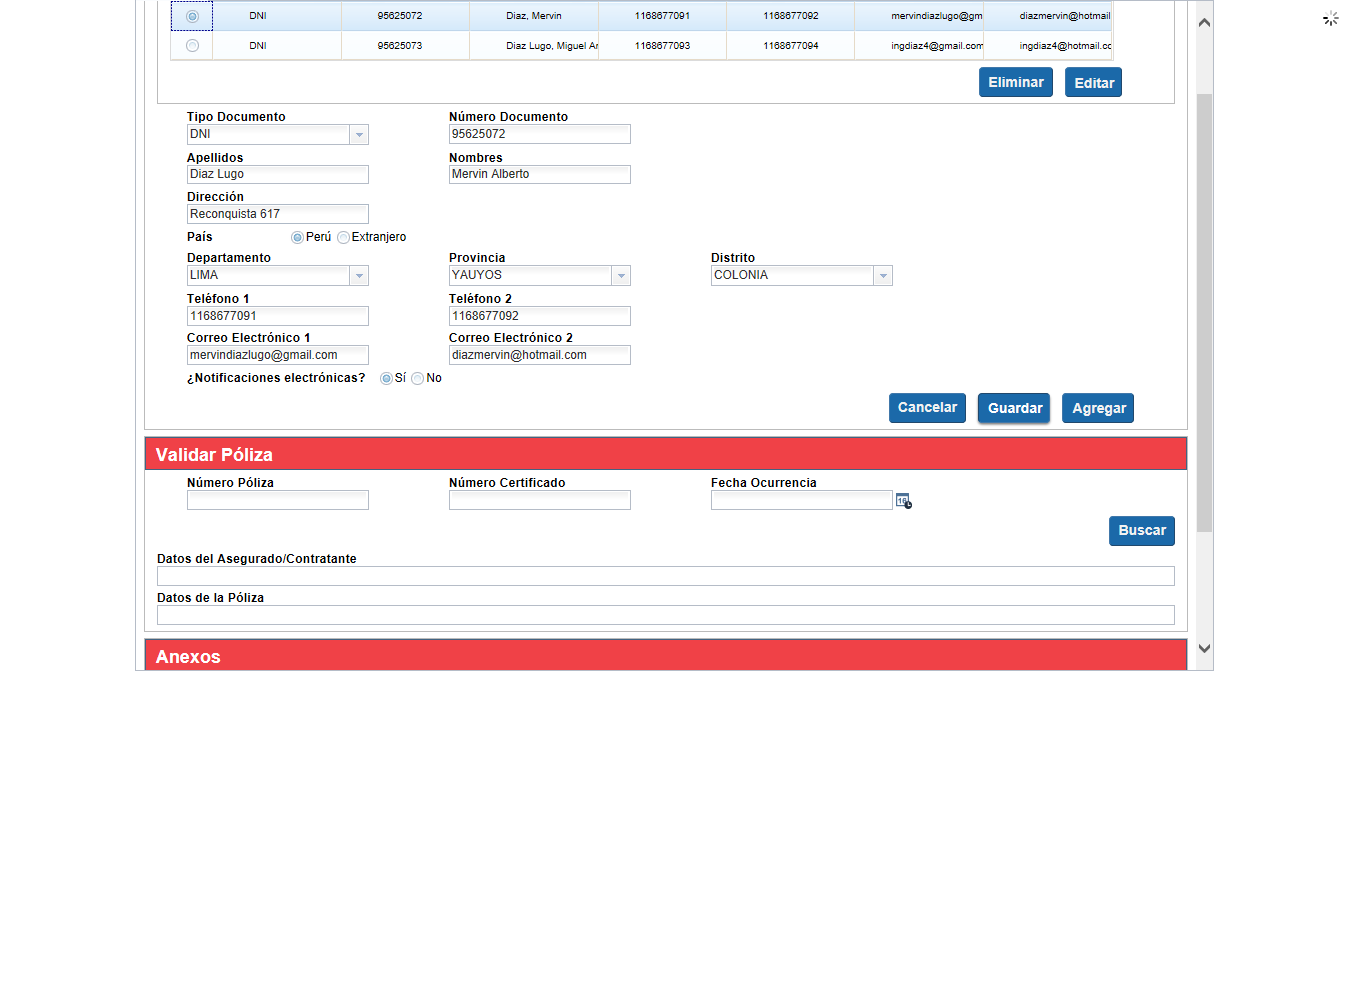 DNI 95625072 Diaz, Mervin 1168677091 1168677092 mervindiazlugo@gm diazmervin@hotmail
DNI 95625073 Diaz Lugo, Miguel Ar 1168677093 1168677094 ingdiaz4@gmail.com ingdiaz4@hotmail.cc
Eliminar Editar
Tipo Documento Número Documento
DNI 95625072
Apellidos Nombres
Diaz Lugo Mervin Alberto
Dirección
Reconquista 617
País Perú Extranjero
Departamento Provincia Distrito
LIMA YAUYOS COLONIA
Teléfono 1 Teléfono 2
1168677091 1168677092
Correo Electrónico 1 Correo Electrónico 2
mervindiazlugo@gmail.com diazmervin@hotmail.com
¿Notificaciones electrónicas? Sí No
Cancelar Guardar Agregar
Validar Póliza
Número Póliza Número Certificado Fecha Ocurrencia
Buscar
Datos del Asegurado/Contratante
Datos de la Póliza
Anexos